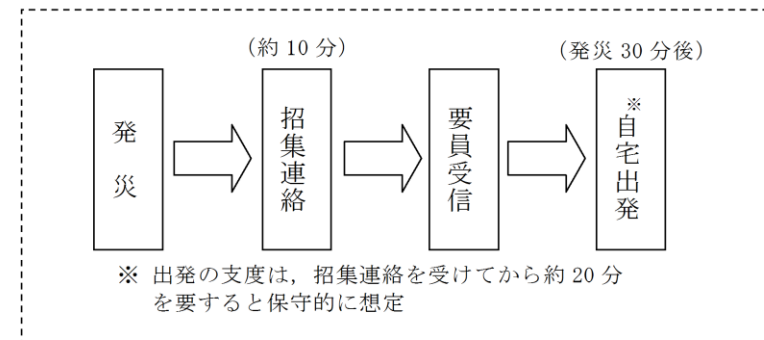 （約 10 分）
（発災 30 分後）
発災
招集連絡
要員受信
※自宅出発
※ 出発の支度は，招集連絡を受けてから約 20 分
を要すると保守的に想定